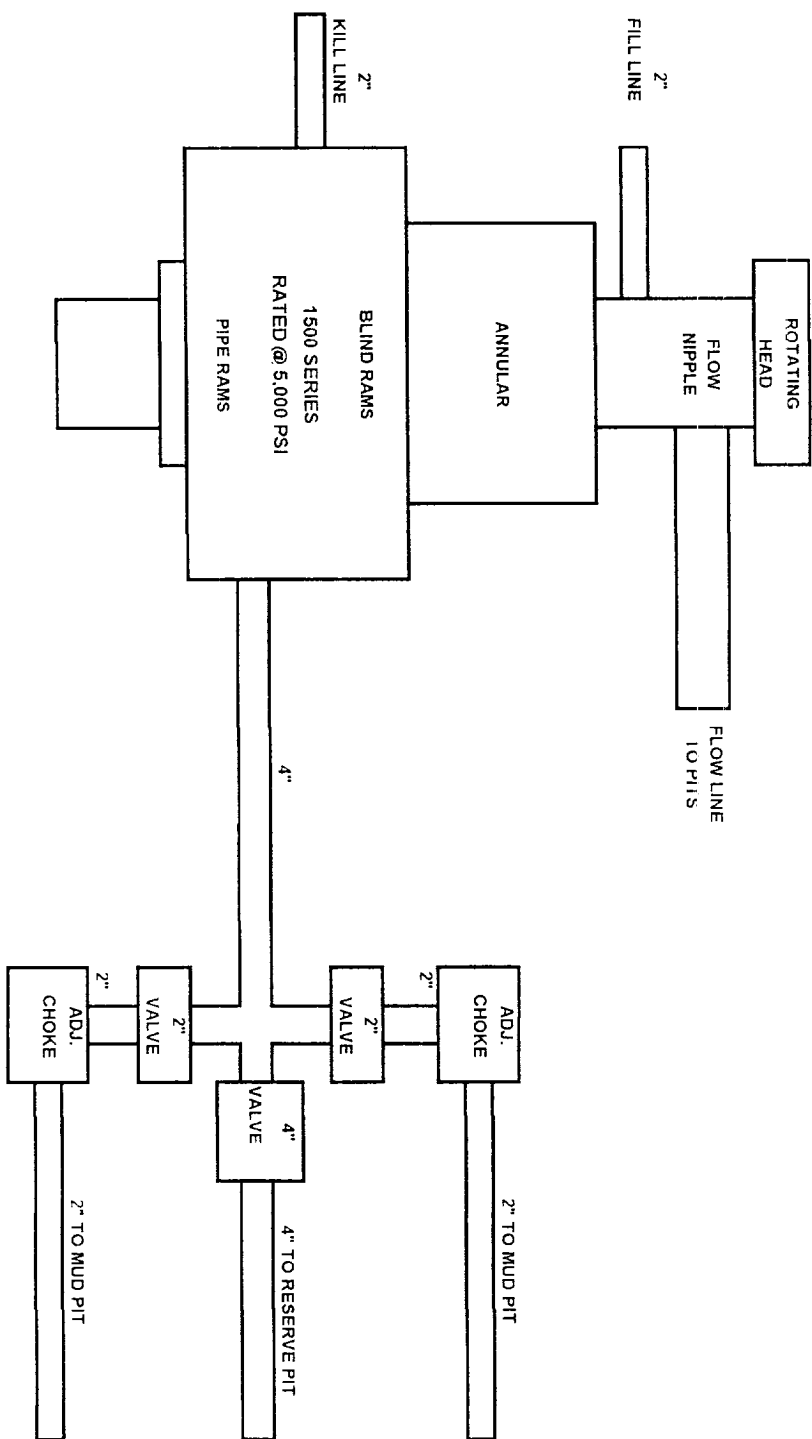 ROTATING
HEAD
2"
FILL LINE
FLOW
NIPPLE
FLOW LINE
TO PITS
ANNULAR
BLIND RAMS
1500 SERIES
RATED @ 5,000 PSI
PIPE RAMS
2"
KILL LINE
4"
ADJ.
CHOKE
2"
2" TO MUD PIT
2"
VALVE
4"
VALVE
4" TO RESERVE PIT
2"
VALVE
2"
ADJ.
CHOKE
2" TO MUD PIT